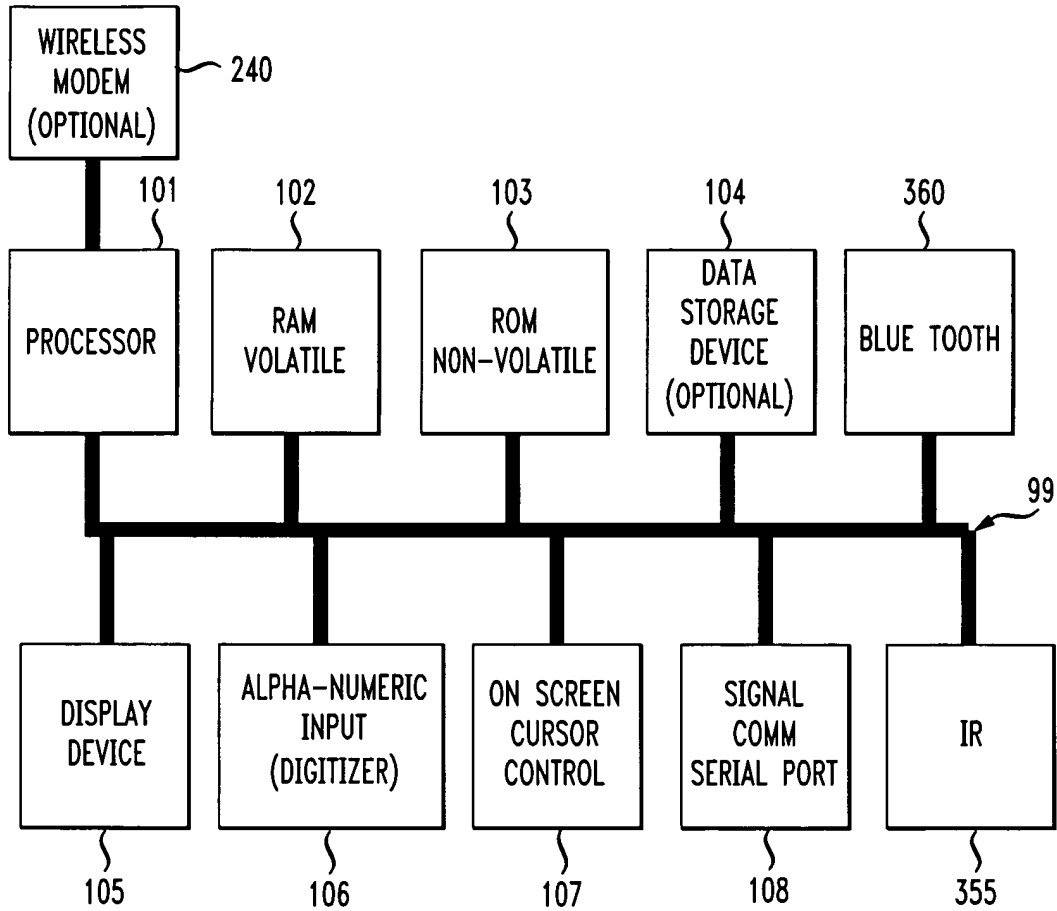 WIRELESS
MODEM
(OPTIONAL)
240
101
102
103
104
360
PROCESSOR
RAM
VOLATILE
ROM
NON-VOLATILE
DATA
STORAGE
DEVICE
(OPTIONAL)
BLUE TOOTH
99
DISPLAY
DEVICE
ALPHA-NUMERIC
INPUT
(DIGITIZER)
ON SCREEN
CURSOR
CONTROL
SIGNAL
COMM
SERIAL PORT
IR
105
106
107
108
355